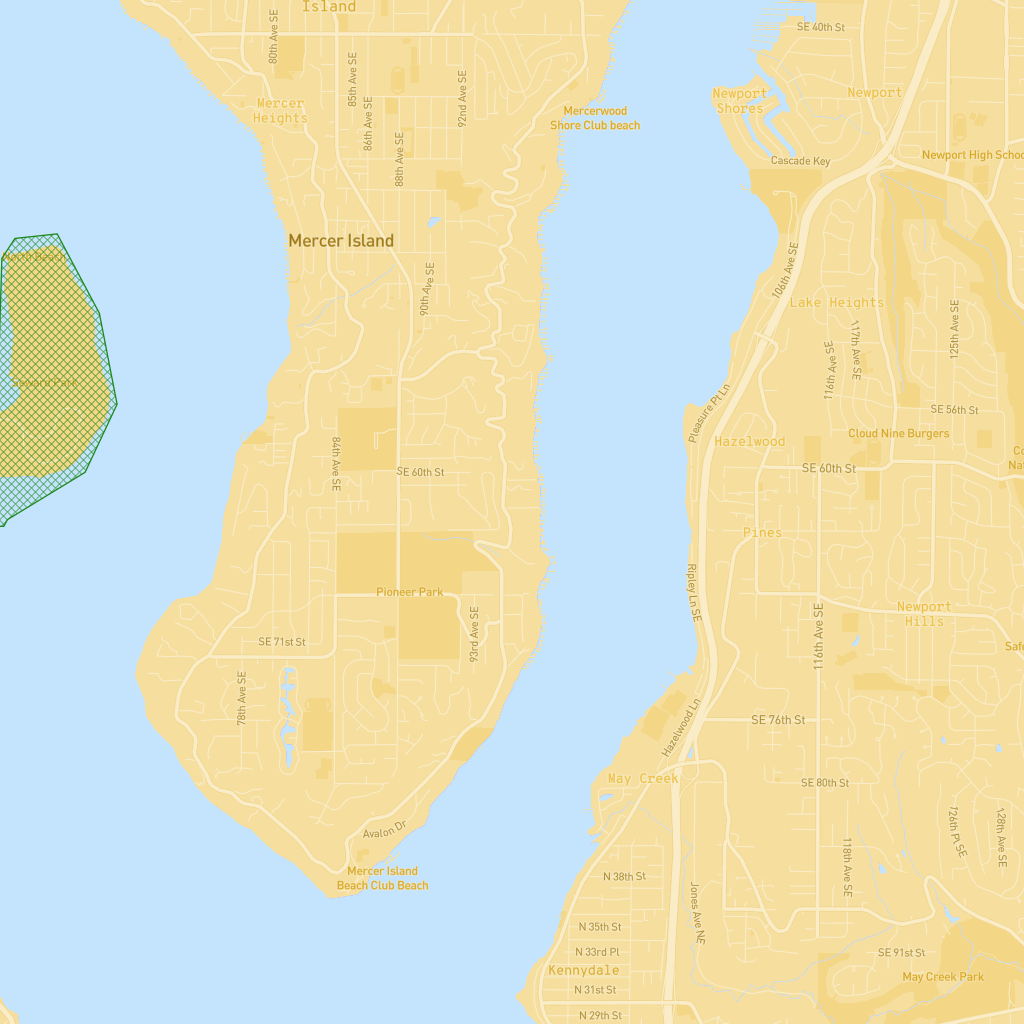 Island
80th Ave SE
85th Ave SE
86th Ave SE
88th Ave SE
92nd Ave SE
SE 40th St
Mercer
Heights
Mercerwood
Shore Club beach
Newport
Shores
Newport
Cascade Key
Newport High School
Mercer Island
North Beach
90th Ave SE
106th Ave SE
Lake Heights
116th Ave SE
117th Ave SE
125th Ave SE
Seward Park
Pleasure Pt Ln
SE 56th St
Cloud Nine Burgers
Hazelwood
84th Ave SE
SE 60th St
SE 60th St
Co
Nat
Pines
Pioneer Park
Ripley Ln SE
93rd Ave SE
Newport
Hills
116th Ave SE
SE 71st St
Safe
78th Ave SE
Hazelwood Ln
SE 76th St
May Creek
SE 80th St
Avalon Dr
126th Pl SE
128th Ave SE
118th Ave SE
Mercer Island
Beach Club Beach
N 38th St
Jones Ave NE
N 35th St
N 33rd Pl
SE 91st St
Kennydale
May Creek Park
N 31st St
N 29th St